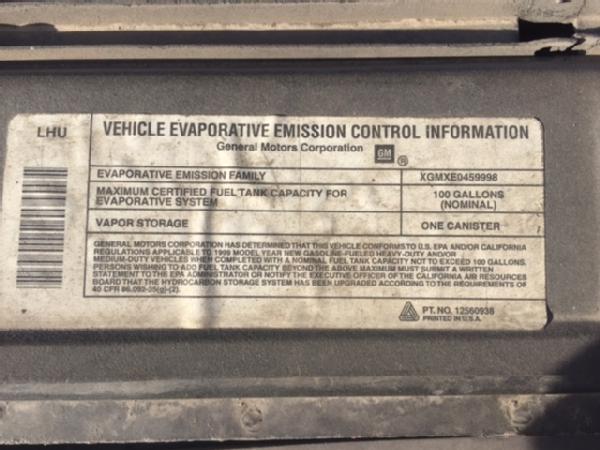 LHU
VEHICLE EVAPORATIVE EMISSION CONTROL INFORMATION
General Motors Corporation GM ®
EVAPORATIVE EMISSION FAMILY XGMXE0459998
MAXIMUM CERTIFIED FUEL TANK CAPACITY FOR 100 GALLONS
EVAPORATIVE SYSTEM (NOMINAL)
VAPOR STORAGE ONE CANISTER
GENERAL MOTORS CORPORATION HAS DETERMINED THAT THIS VEHICLE CONFORMS TO U.S. EPA AND/OR CALIFORNIA
REGULATIONS APPLICABLE TO 1999 MODEL YEAR NEW GASOLINE-FUELED HEAVY-DUTY AND/OR
MEDIUM-DUTY VEHICLES WHEN COMPLETED WITH A NOMINAL FUEL TANK CAPACITY NOT TO EXCEED 100 GALLONS.
PERSONS WISHING TO ADD FUEL TANK CAPACITY BEYOND THE ABOVE MAXIMUM MUST SUBMIT A WRITTEN
STATEMENT TO THE EPA ADMINISTRATOR OR NOTIFY THE EXECUTIVE OFFICER OF THE CALIFORNIA AIR RESOURCES
BOARD THAT THE HYDROCARBON STORAGE SYSTEM HAS BEEN UPGRADED ACCORDING TO THE REQUIREMENTS OF
40 CFR 86.092-35(g)-(2).
PT. NO. 12560938
PRINTED IN U.S.A.